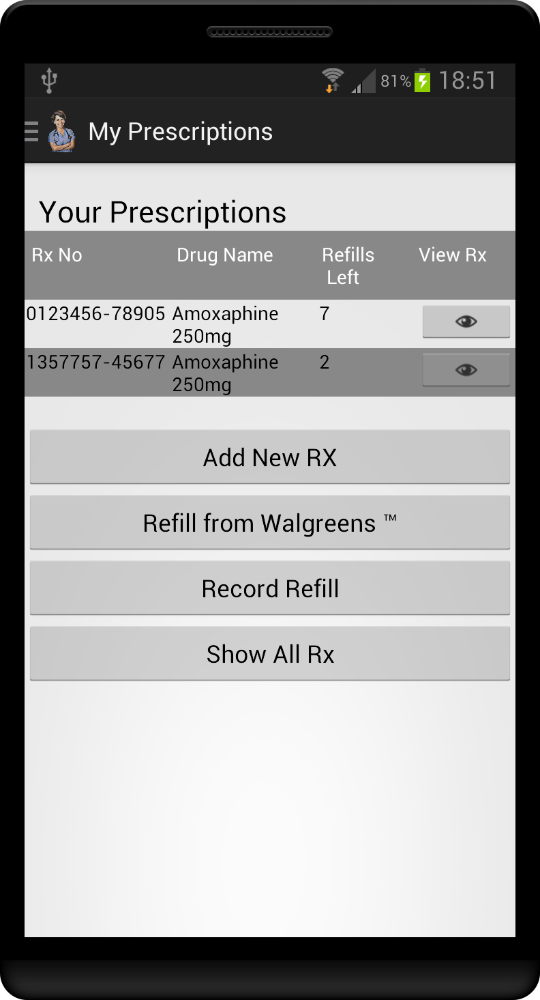 81% 18:51
My Prescriptions
Your Prescriptions
Rx No Drug Name Refills Left View Rx
0123456-78905 Amoxaphine 250mg 7
1357757-45677 Amoxaphine 250mg 2
Add New RX
Refill from Walgreens ™
Record Refill
Show All Rx